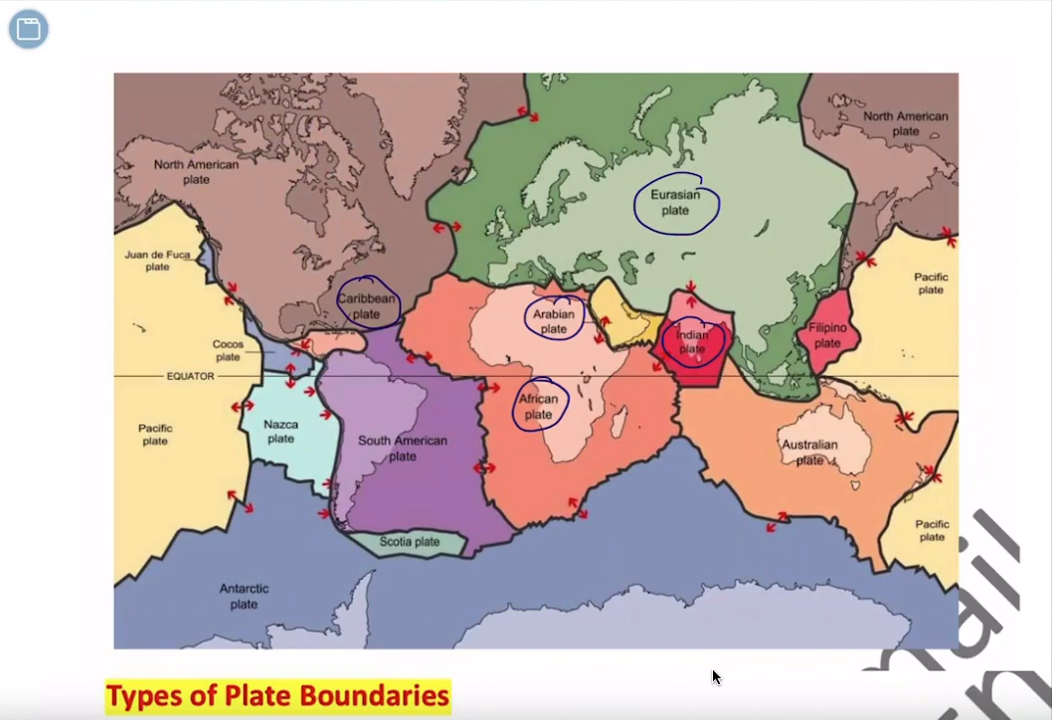 North American
plate
North American
plate
Eurasian
plate
Juan de Fuca
plate
Pacific
plate
Caribbean
plate
Arabian
plate
Indian
plate
Filipino
plate
Cocos
plate
EQUATOR
African
plate
Nazca
plate
Pacific
plate
South American
plate
Australian
plate
Pacific
plate
Scotia plate
Antarctic
plate
Types of Plate Boundaries